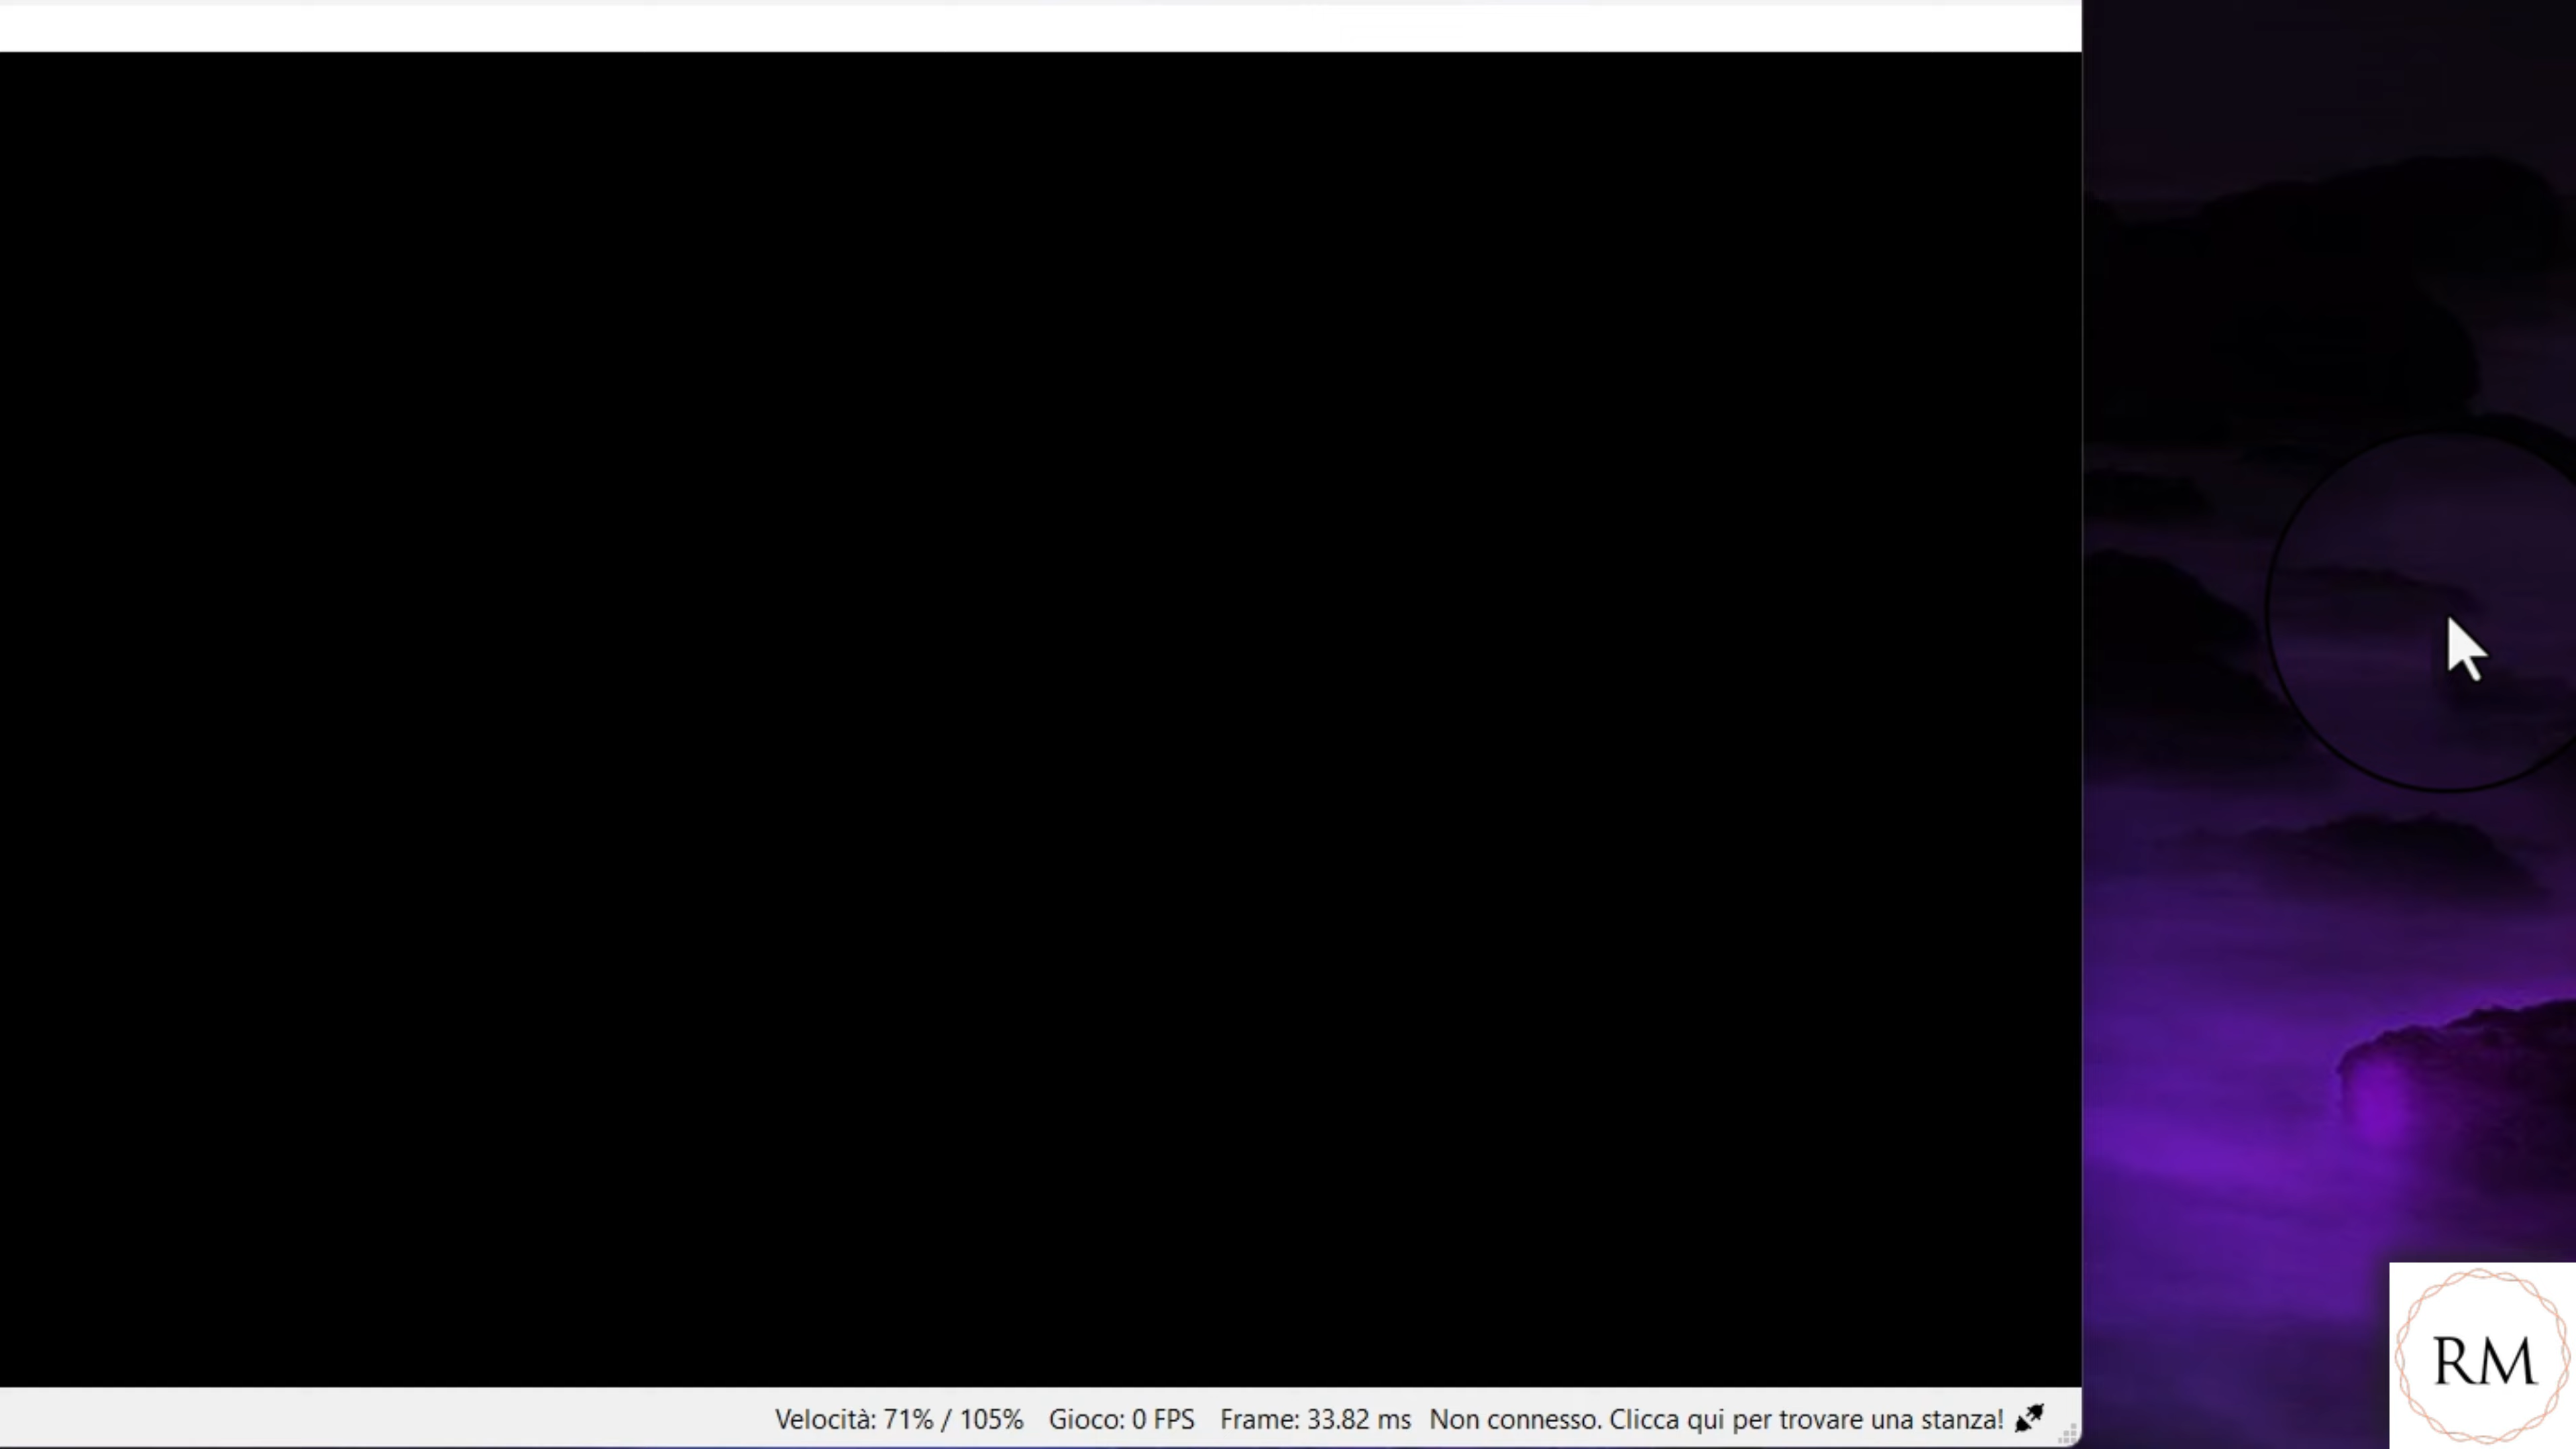 Velocità: 71% / 105% Gioco: 0 FPS Frame: 33.82 ms Non connesso. Clicca qui per trovare una stanza!
RM